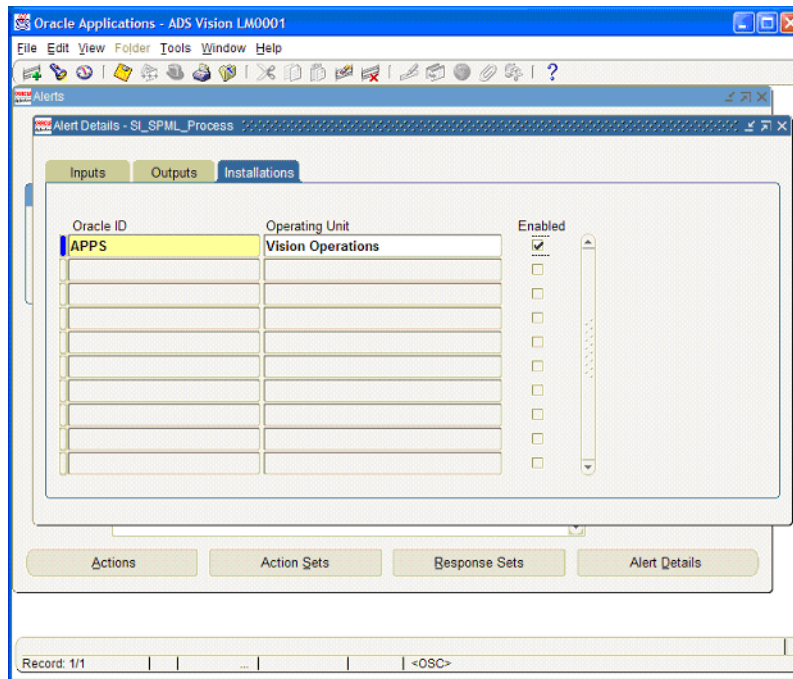 Oracle Applications - ADS Vision LM0001
File Edit View Folder Tools Window Help
Alerts
Alert Details - SI_SPML_Process
Inputs Outputs Installations
Oracle ID Operating Unit Enabled
APPS Vision Operations
Actions Action Sets Response Sets Alert Details
Record: 1/1 ... <OSC>